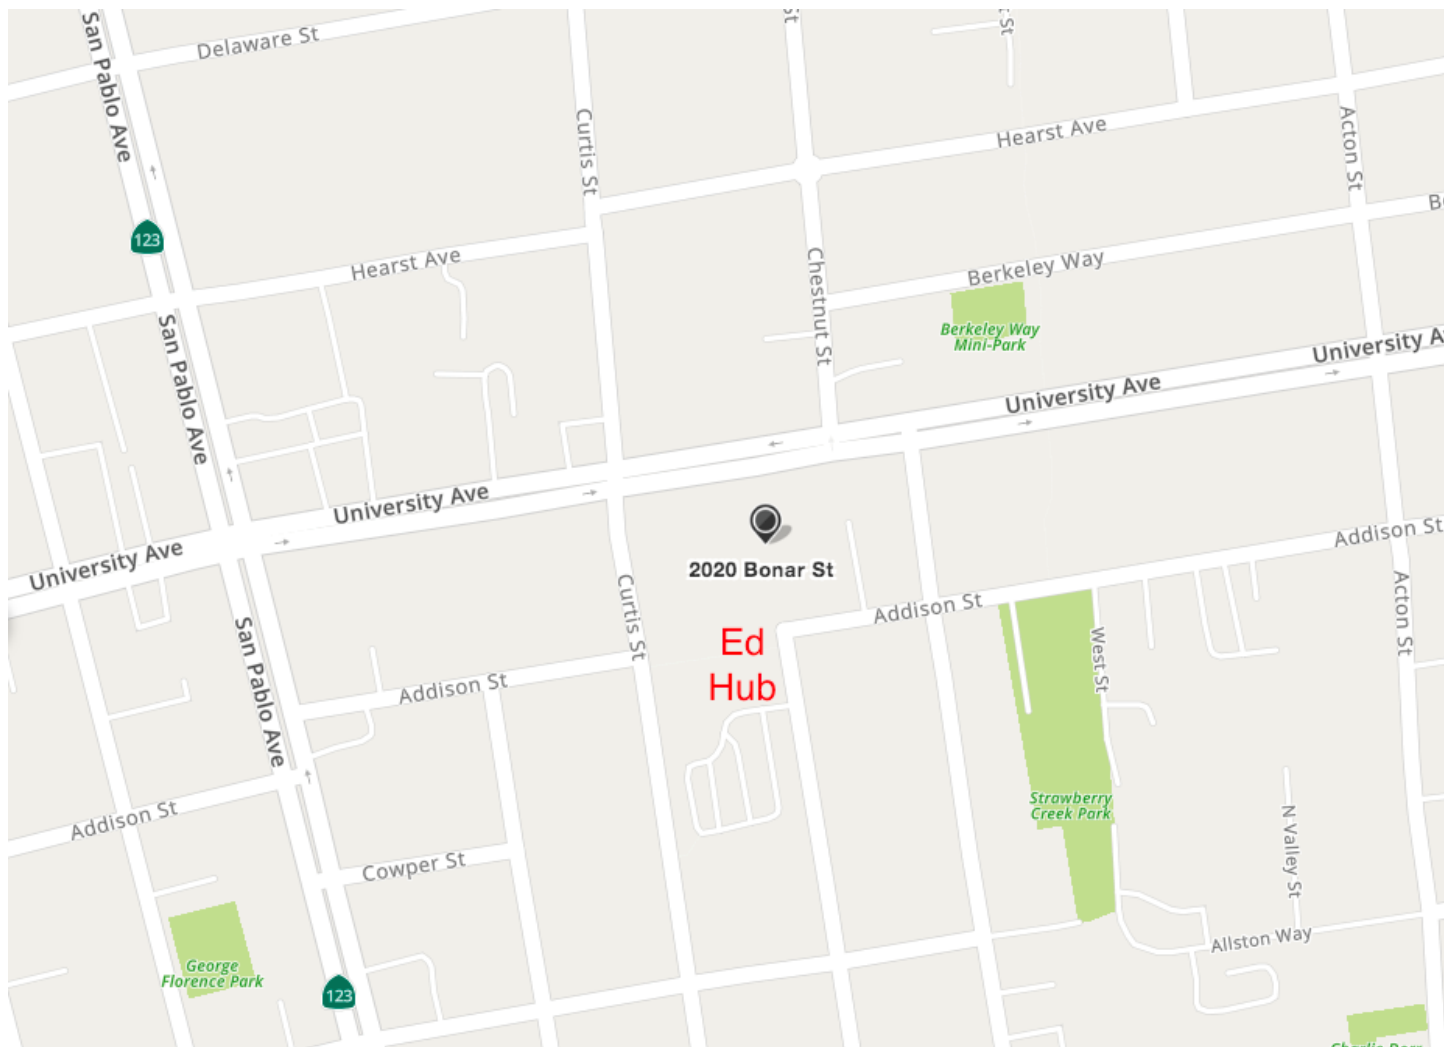 San Pablo Ave
Delaware St
St
St
Curtis St
Hearst Ave
Acton St
123
Hearst Ave
Chestnut St
Berkeley Way
Berkeley Way
Mini-Park
San Pablo Ave
University Ave
University Ave
University Ave
University Ave
2020 Bonar St
Addison St
Curtis St
Addison St
Acton St
San Pablo Ave
Ed
Hub
West St
Addison St
Strawberry
Creek Park
Addison St
N Valley St
Cowper St
Allston Way
George
Florence Park
123